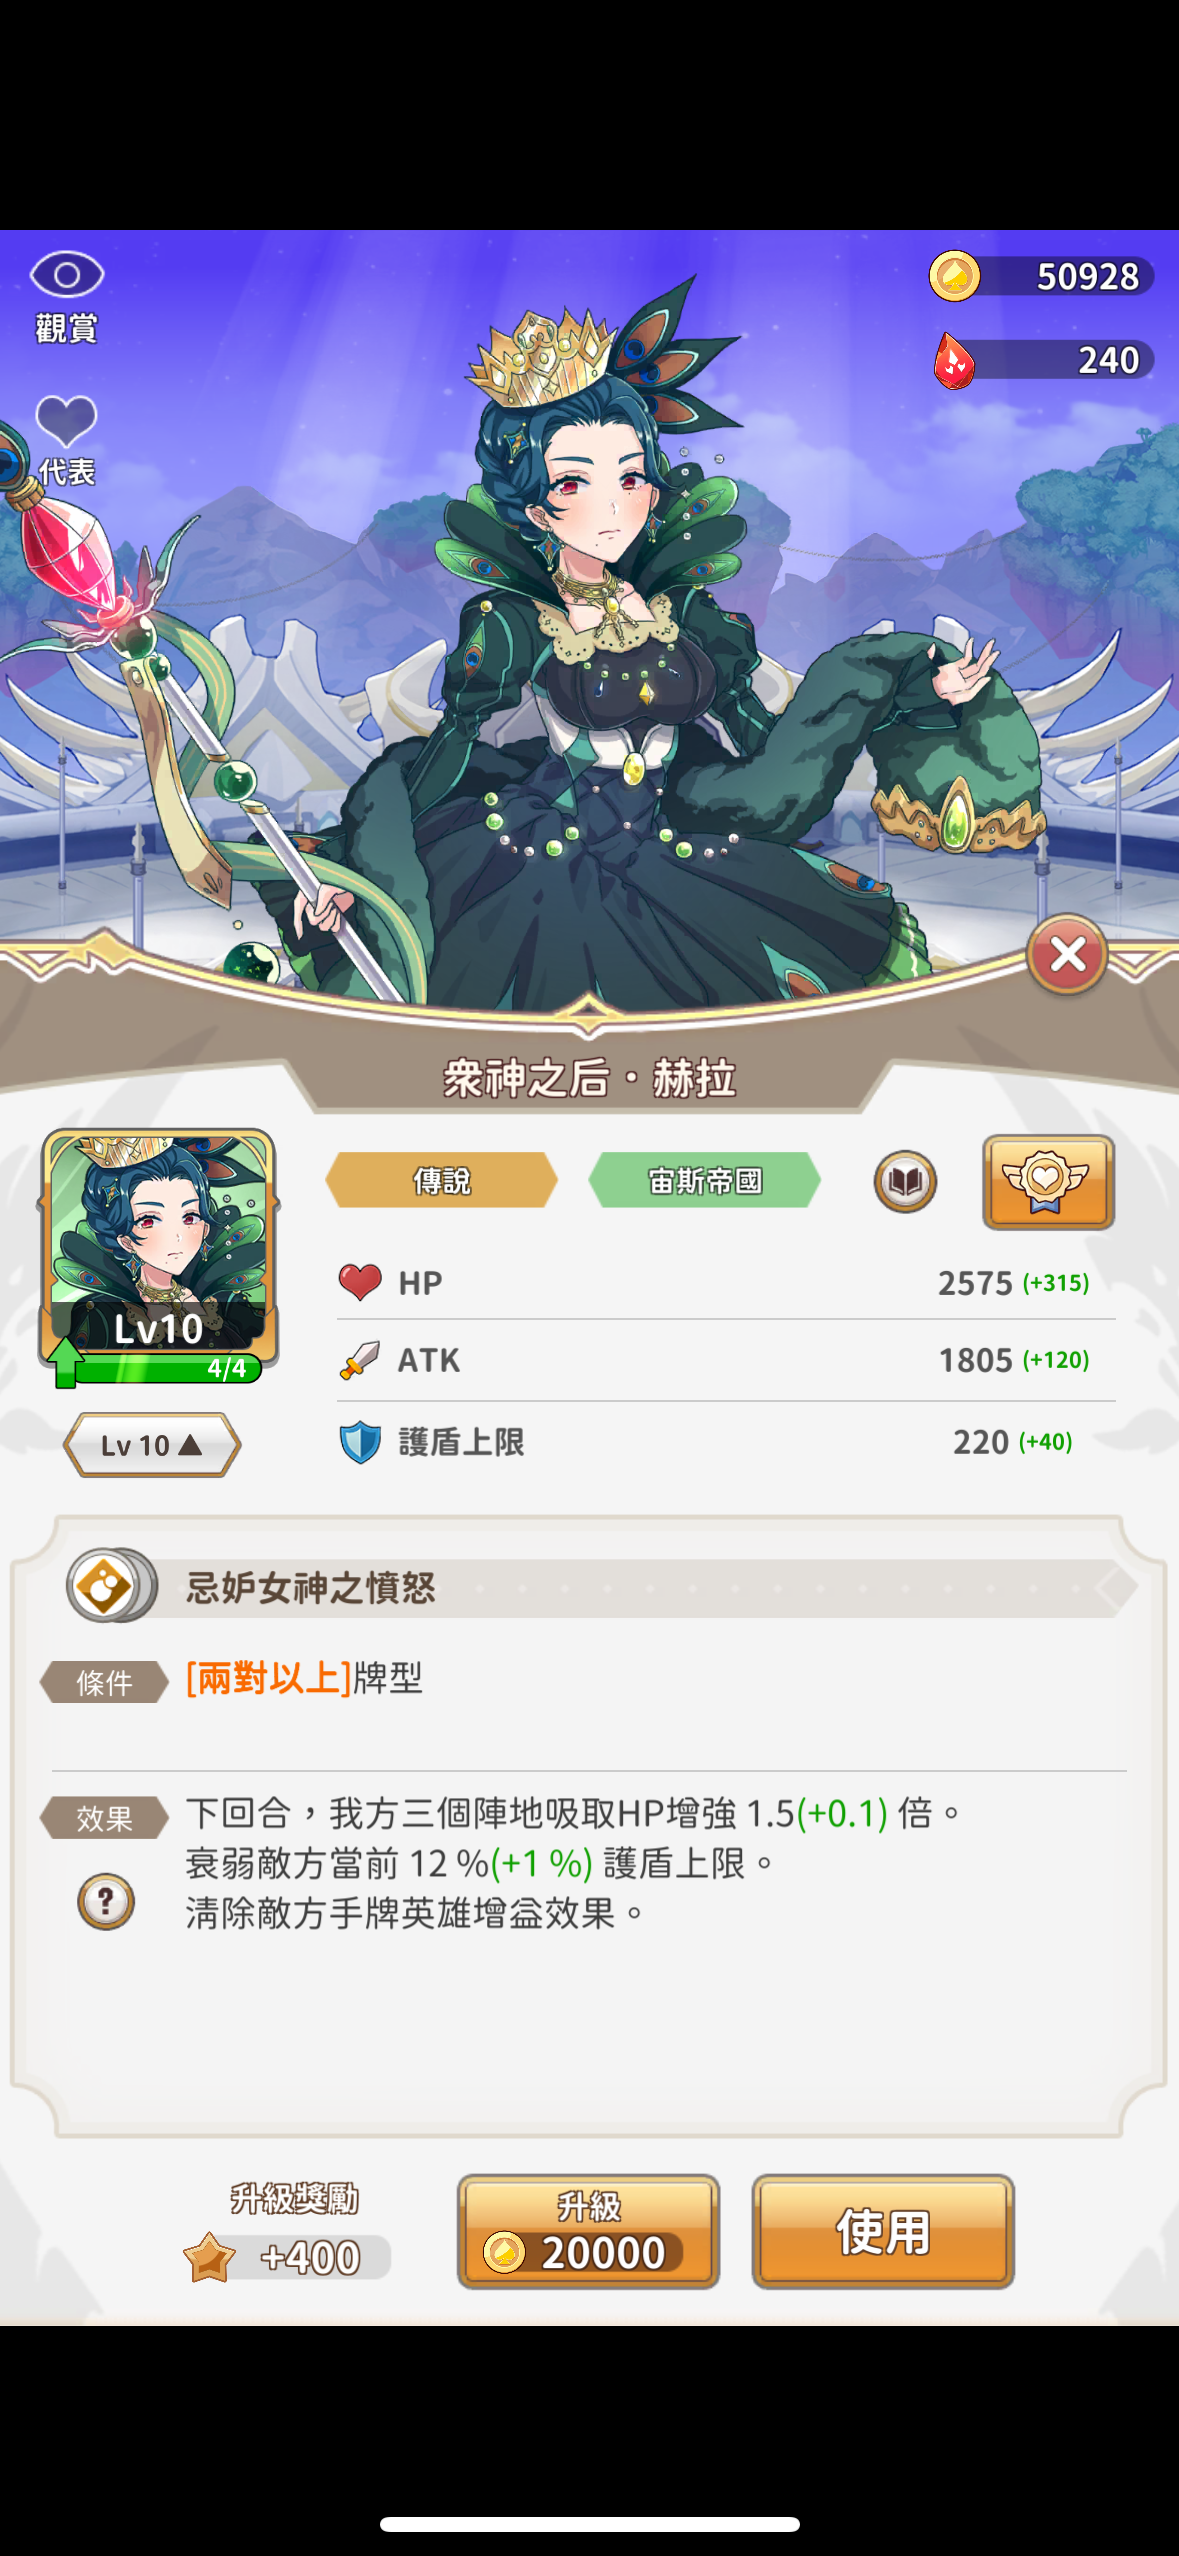 觀賞
50928
240
代表
眾神之后・赫拉
傳說
宙斯帝國
Lv10
4/4
Lv 10 ▲
HP
2575 (+315)
ATK
1805 (+120)
護盾上限
220 (+40)
忌妒女神之憤怒
條件
[兩對以上]牌型
效果
下回合，我方三個陣地吸取HP增強 1.5(+0.1) 倍。
衰弱敵方當前 12 %(+1 %) 護盾上限。
清除敵方手牌英雄增益效果。
?
升級獎勵
+400
升級
20000
使用